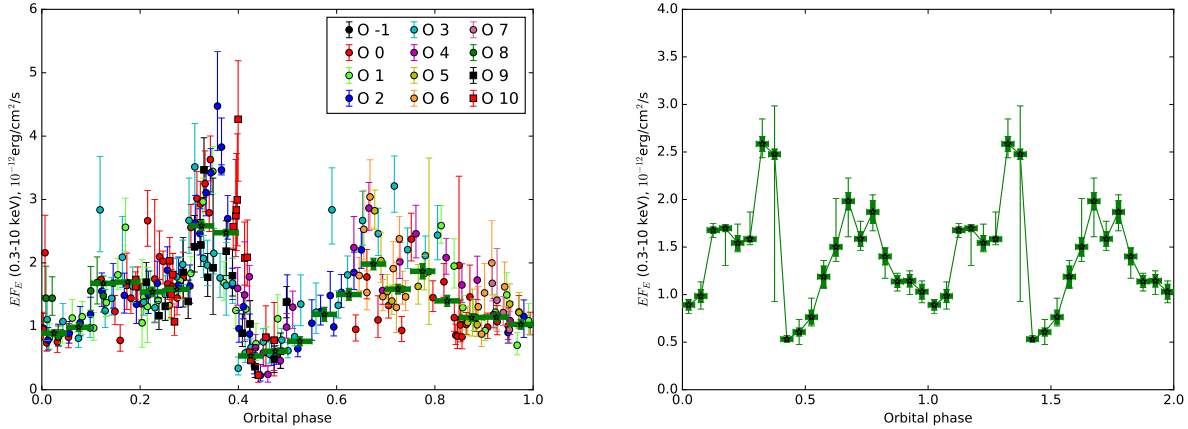 6
5
4
3
2
1
0
0.0 0.2 0.4 0.6 0.8 1.0
Orbital phase
EF_E (0.3-10 keV), 10^{-12}erg/cm^2/s
O -1 O 3 O 7
O 0 O 4 O 8
O 1 O 5 O 9
O 2 O 6 O 10
4.0
3.5
3.0
2.5
2.0
1.5
1.0
0.5
0.0
0.0 0.5 1.0 1.5 2.0
Orbital phase
EF_E (0.3-10 keV), 10^{-12}erg/cm^2/s